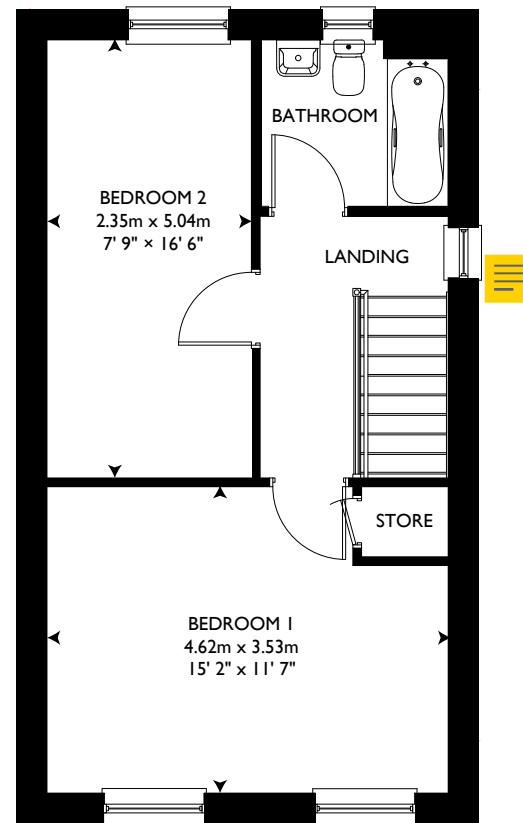 BATHROOM
BEDROOM 2
2.35m x 5.04m
7' 9" × 16' 6"
LANDING
STORE
BEDROOM 1
4.62m x 3.53m
15' 2" x 11' 7"